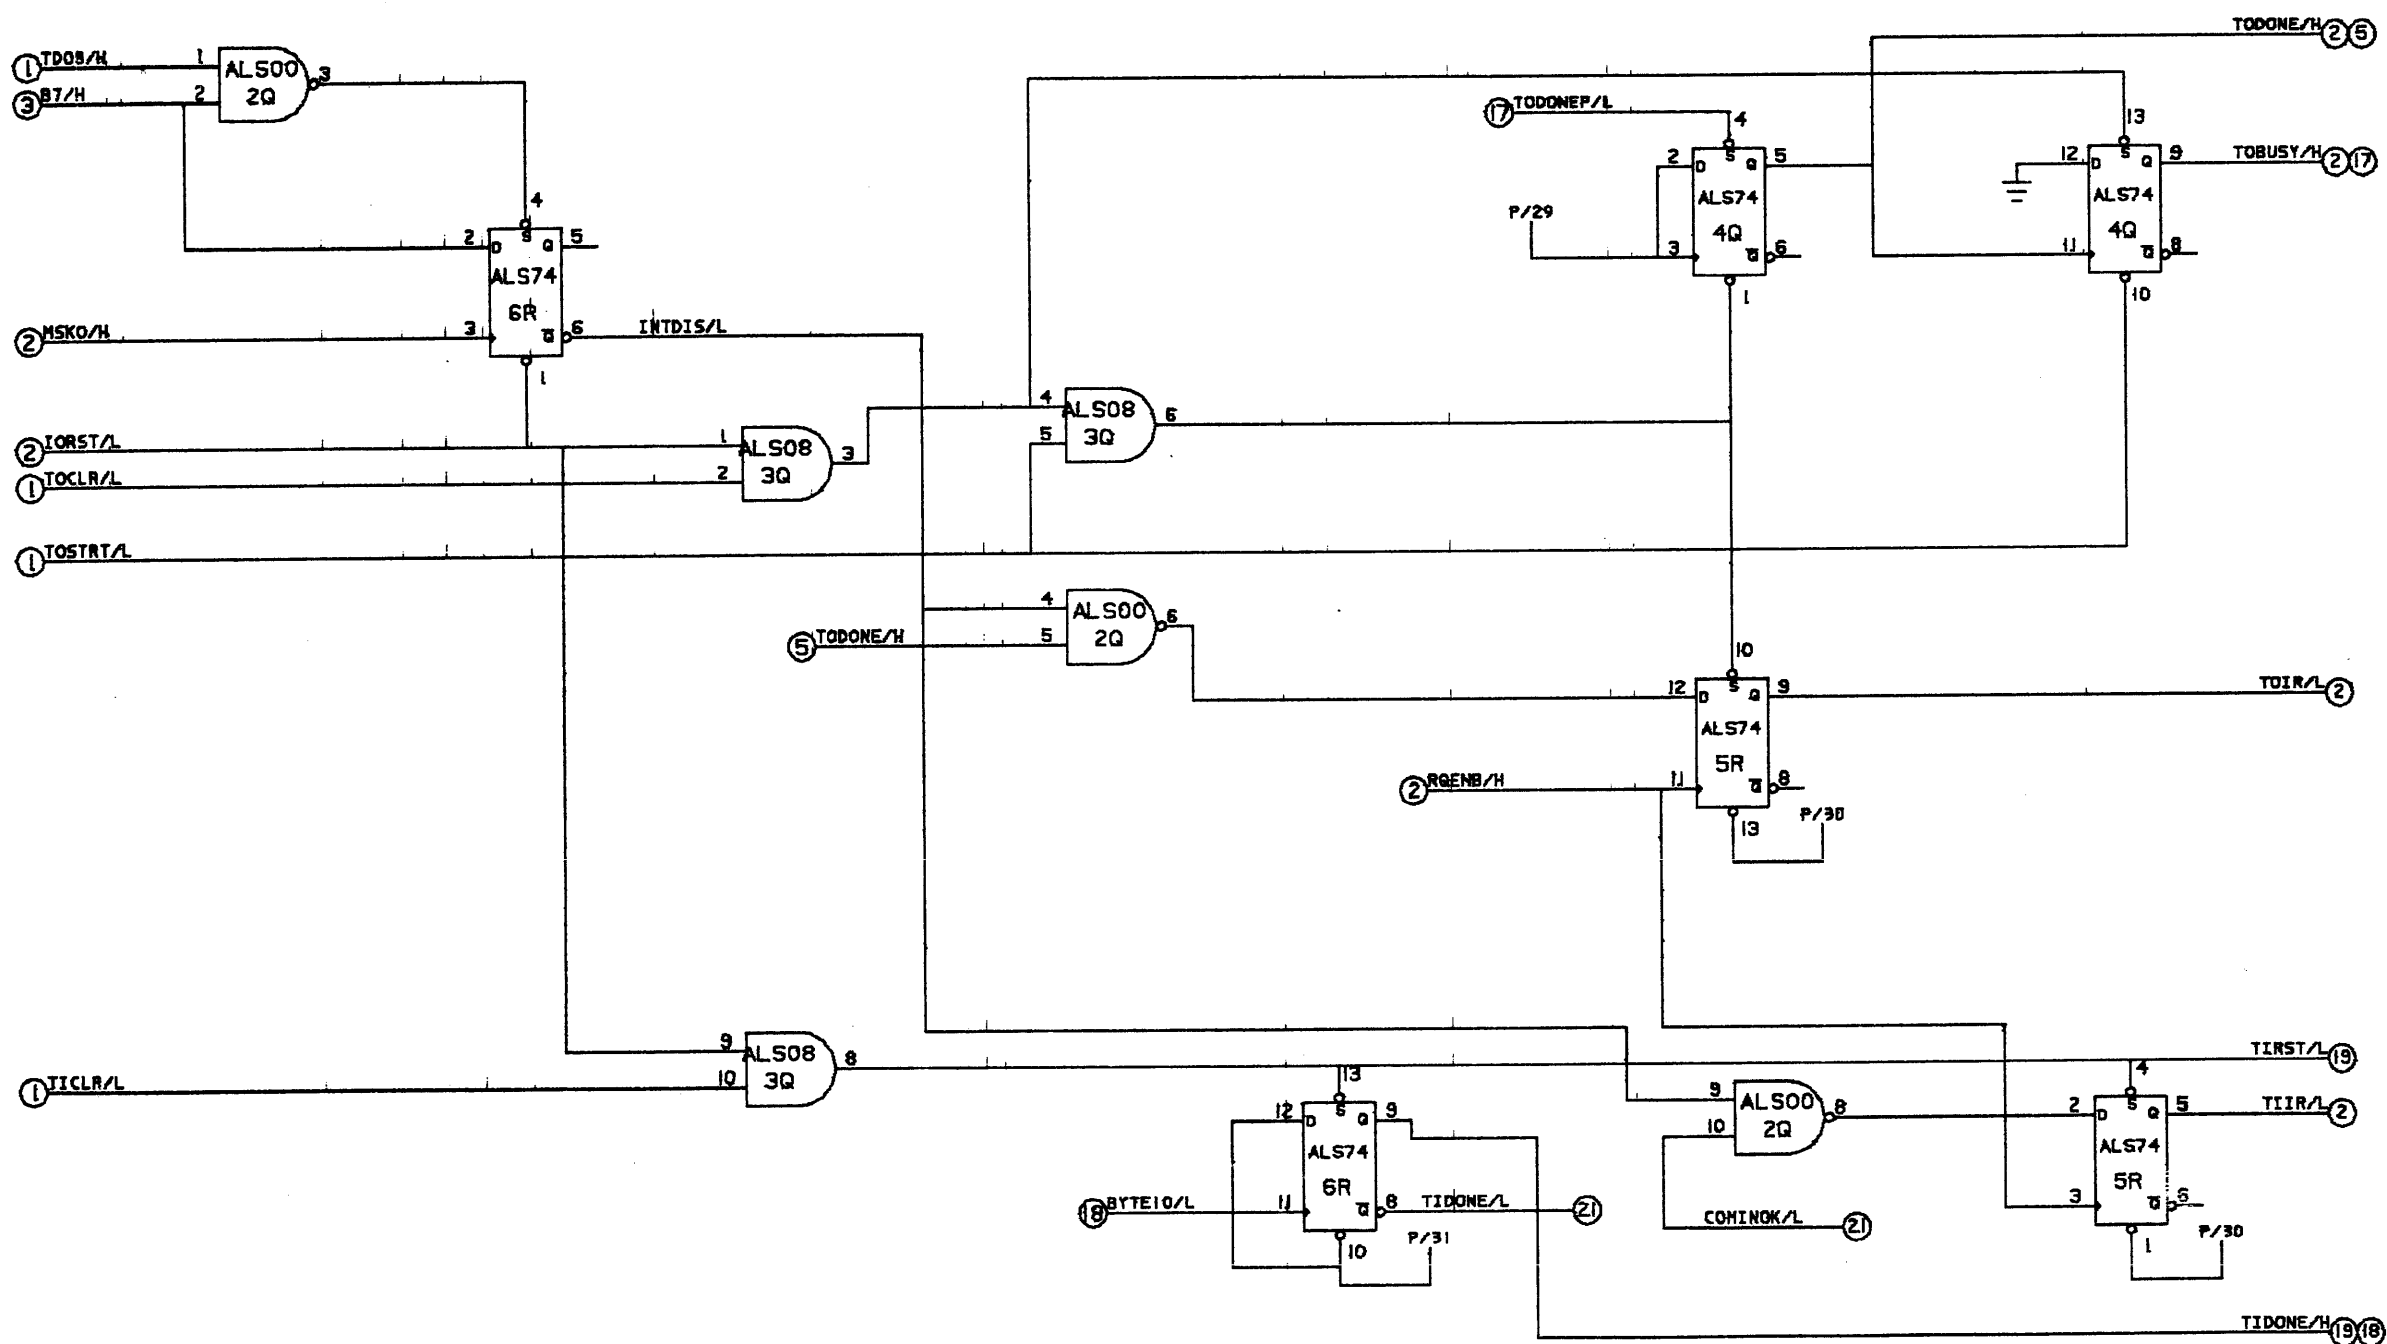 TODONE/H 2 5
1 TDOB/H 1 ALS00 2Q 3
3 B7/H 2
17 TODONEP/L 4
13
2 D S Q 5 ALS74 4Q 3 Q 6 1
12 D S Q 9 ALS74 4Q 11 Q 8 10
TOBUSY/H 2 17
P/29
4
2 D S Q 5 ALS74 6R 3 Q 6 1
2 MSKO/H
INTDIS/L
4 ALS08 3Q 6
5
2 IORST/L 1 ALS08 3Q 3
1 TOCLR/L 2
1 TOSTRT/L
4 ALS00 2Q 6
5 TODONE/H 5
10
12 D S Q 9 ALS74 5R 11 Q 8 13
TOIR/L 2
2 RQENB/H
P/30
9 ALS08 3Q 8
1 TICLR/L 10
TIRST/L 19
13
12 D S Q 9 ALS74 6R 11 Q 8 10
9 ALS00 2Q 8
10
4
2 D S Q 5 ALS74 5R 3 Q 6 1
TIIR/L 2
18 BYTE10/L
TIDONE/L 21
COMINOK/L 21
P/31
P/30
TIDONE/H 19 18